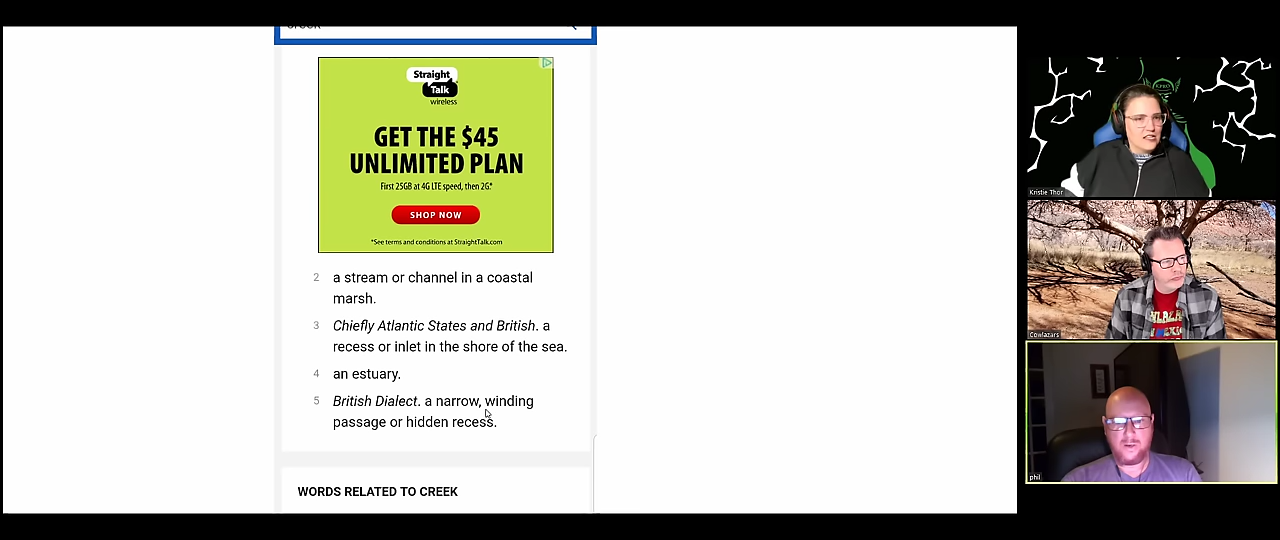 creek
Straight
Talk
wireless
GET THE $45
UNLIMITED PLAN
First 25GB at 4G LTE speed, then 2G.*
SHOP NOW
*See terms and conditions at StraightTalk.com
2 a stream or channel in a coastal
marsh.
3 Chiefly Atlantic States and British. a
recess or inlet in the shore of the sea.
4 an estuary.
5 British Dialect. a narrow, winding
passage or hidden recess.
WORDS RELATED TO CREEK
Kristie Thor
Cowlazars
phil